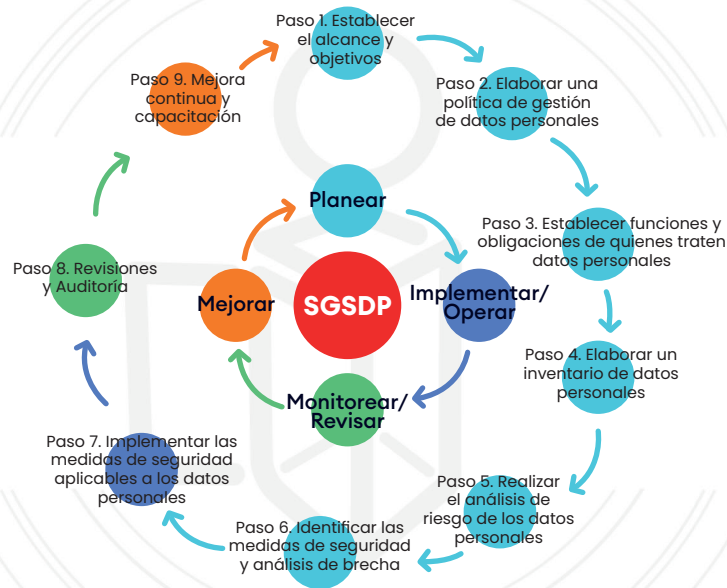 Paso 1. Establecer
el alcance y
objetivos
Paso 2. Elaborar una
política de gestión
de datos personales
Paso 3. Establecer funciones y
obligaciones de quienes traten
datos personales
Paso 4. Elaborar un
inventario de datos
personales
Paso 5. Realizar
el análisis de
riesgo de los datos
personales
Paso 6. Identificar las
medidas de seguridad
y análisis de brecha
Paso 7. Implementar las
medidas de seguridad
aplicables a los datos
personales
Paso 8. Revisiones
y Auditoría
Paso 9. Mejora
continua y
capacitación
Planear
Implementar/
Operar
Monitorear/
Revisar
Mejorar
SGSDP